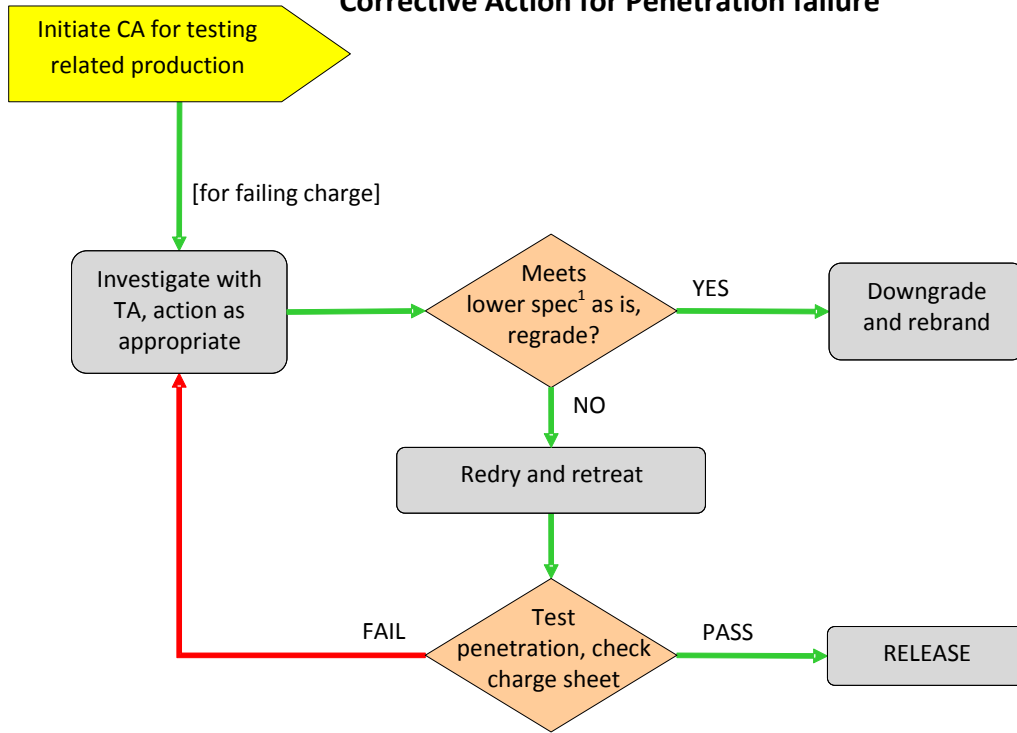 Corrective Action for Penetration failure
Initiate CA for testing
related production
[for failing charge]
Investigate with
TA, action as
appropriate
Meets
lower spec¹ as is,
regrade?
YES
Downgrade
and rebrand
NO
Redry and retreat
FAIL
Test
penetration, check
charge sheet
PASS
RELEASE